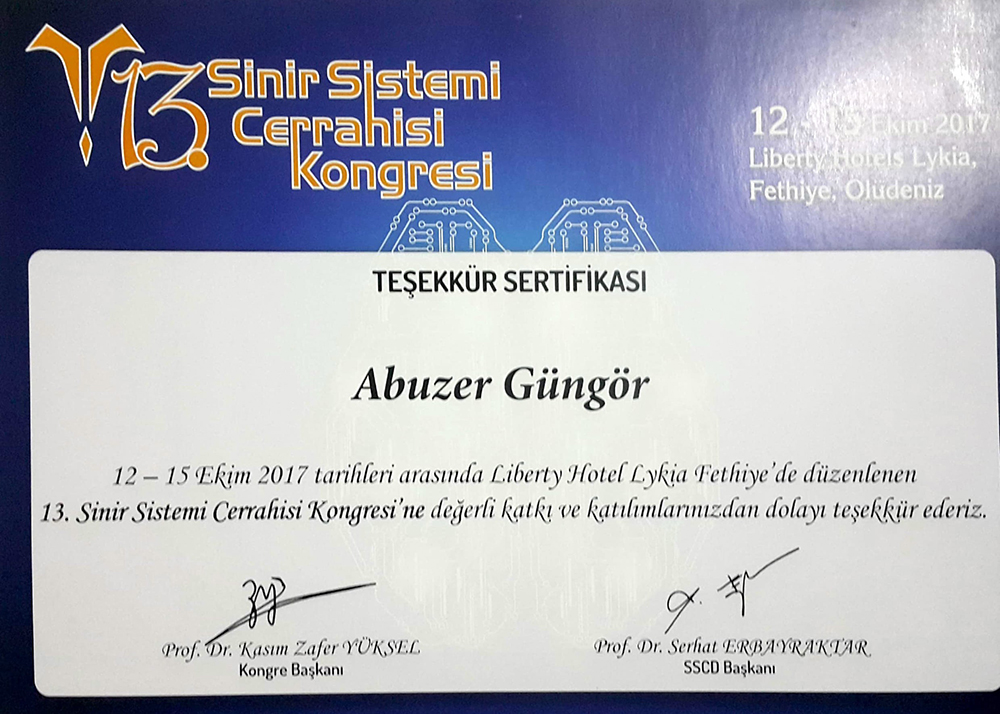 13. Sinir Sistemi
Cerrahisi
Kongresi
12 - 15 Ekim 2017
Liberty Hotels Lykia,
Fethiye, Ölüdeniz
TEŞEKKÜR SERTİFİKASI
Abuzer Güngör
12 – 15 Ekim 2017 tarihleri arasında Liberty Hotel Lykia Fethiye’de düzenlenen
13. Sinir Sistemi Cerrahisi Kongresi’ne değerli katkı ve katılımlarınızdan dolayı teşekkür ederiz.
Prof. Dr. Kasım Zafer YÜKSEL
Kongre Başkanı
Prof. Dr. Serhat ERBAYRAKTAR
SSCD Başkanı